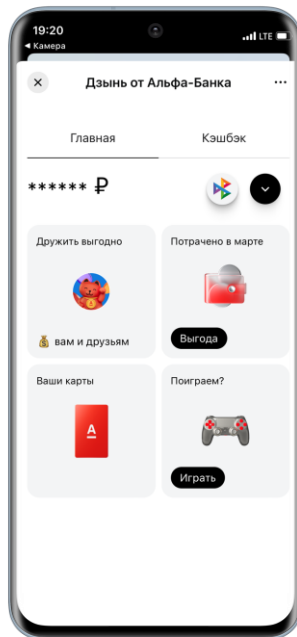 19:20
LTE
◂ Камера
Дзынь от Альфа-Банка
Главная
Кэшбэк
****** ₽
Дружить выгодно
Потрачено в марте
💰 вам и друзьям
Выгода
Ваши карты
Поиграем?
А
Играть